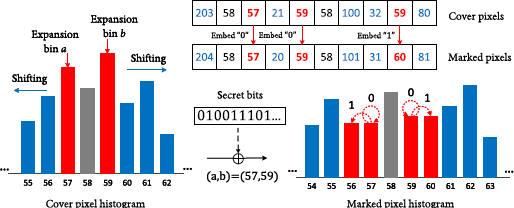 Expansion
bin a
Expansion
bin b
Shifting
Shifting
... 55 56 57 58 59 60 61 62 ...
Cover pixel histogram
203 58 57 21 59 58 100 32 59 80
Cover pixels
Embed "0" Embed "0" Embed "1"
204 58 57 20 59 58 101 31 60 81
Marked pixels
Secret bits
010011101...
(a,b)=(57,59)
1 0 0 1
... 54 55 56 57 58 59 60 61 62 63 ...
Marked pixel histogram